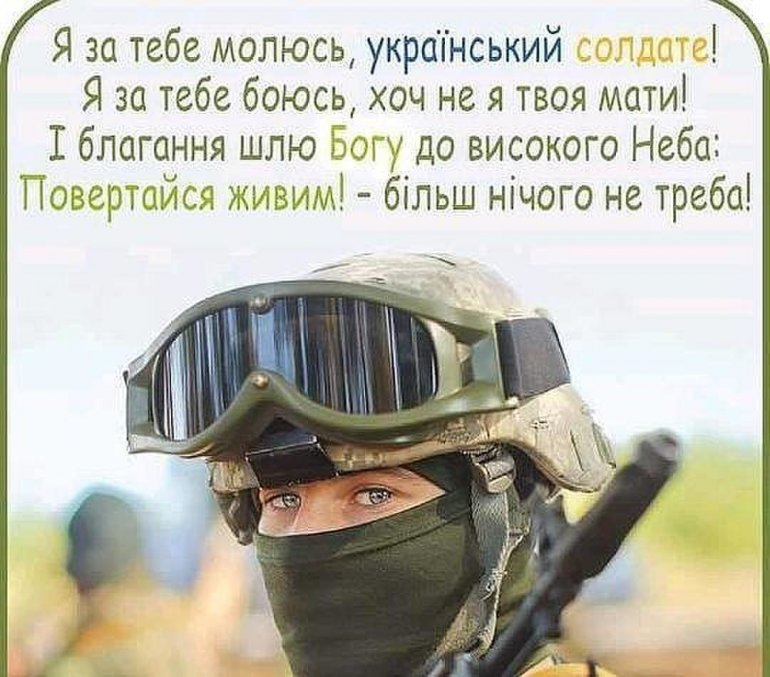 Я за тебе молюсь, український солдате!
Я за тебе боюсь, хоч не я твоя мати!
І благання шлю Богу до високого Неба:
Повертайся живим! - більш нічого не треба!